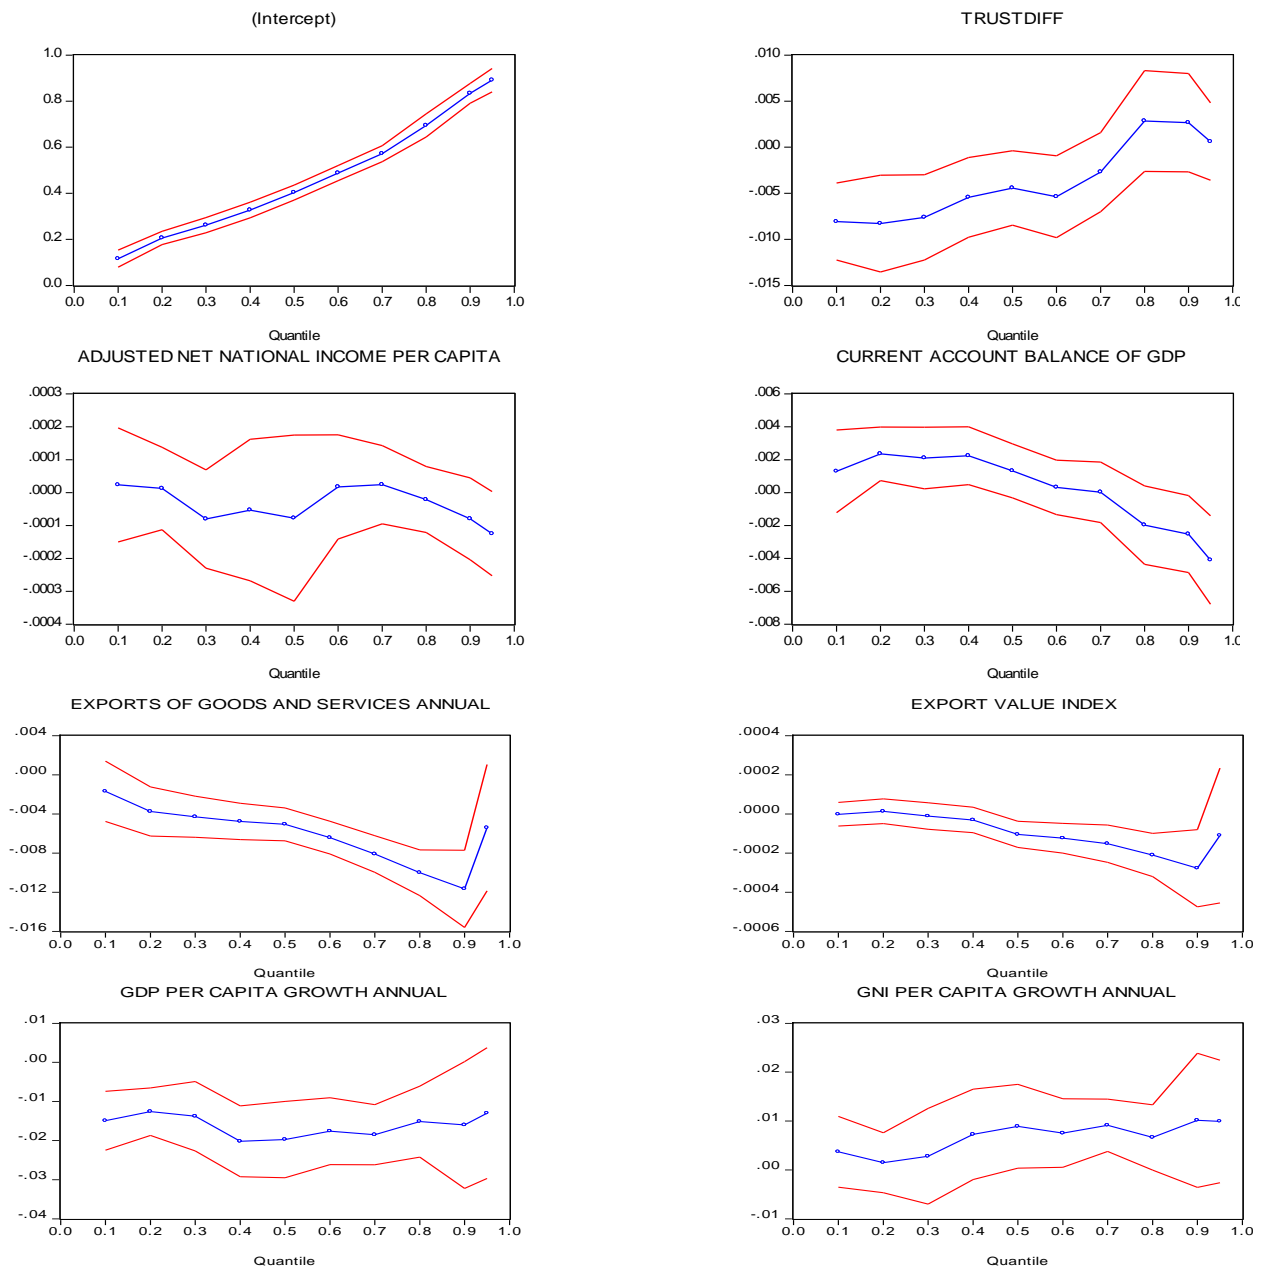 (Intercept)
1.0
0.8
0.6
0.4
0.2
0.0
0.0 0.1 0.2 0.3 0.4 0.5 0.6 0.7 0.8 0.9 1.0
Quantile
TRUSTDIFF
.010
.005
.000
-.005
-.010
-.015
0.0 0.1 0.2 0.3 0.4 0.5 0.6 0.7 0.8 0.9 1.0
Quantile
ADJUSTED NET NATIONAL INCOME PER CAPITA
.0003
.0002
.0001
.0000
-.0001
-.0002
-.0003
-.0004
0.0 0.1 0.2 0.3 0.4 0.5 0.6 0.7 0.8 0.9 1.0
Quantile
CURRENT ACCOUNT BALANCE OF GDP
.006
.004
.002
.000
-.002
-.004
-.006
-.008
0.0 0.1 0.2 0.3 0.4 0.5 0.6 0.7 0.8 0.9 1.0
Quantile
EXPORTS OF GOODS AND SERVICES ANNUAL
.004
.000
-.004
-.008
-.012
-.016
0.0 0.1 0.2 0.3 0.4 0.5 0.6 0.7 0.8 0.9 1.0
Quantile
EXPORT VALUE INDEX
.0004
.0002
.0000
-.0002
-.0004
-.0006
0.0 0.1 0.2 0.3 0.4 0.5 0.6 0.7 0.8 0.9 1.0
Quantile
GDP PER CAPITA GROWTH ANNUAL
.01
.00
-.01
-.02
-.03
-.04
0.0 0.1 0.2 0.3 0.4 0.5 0.6 0.7 0.8 0.9 1.0
Quantile
GNI PER CAPITA GROWTH ANNUAL
.03
.02
.01
.00
-.01
0.0 0.1 0.2 0.3 0.4 0.5 0.6 0.7 0.8 0.9 1.0
Quantile